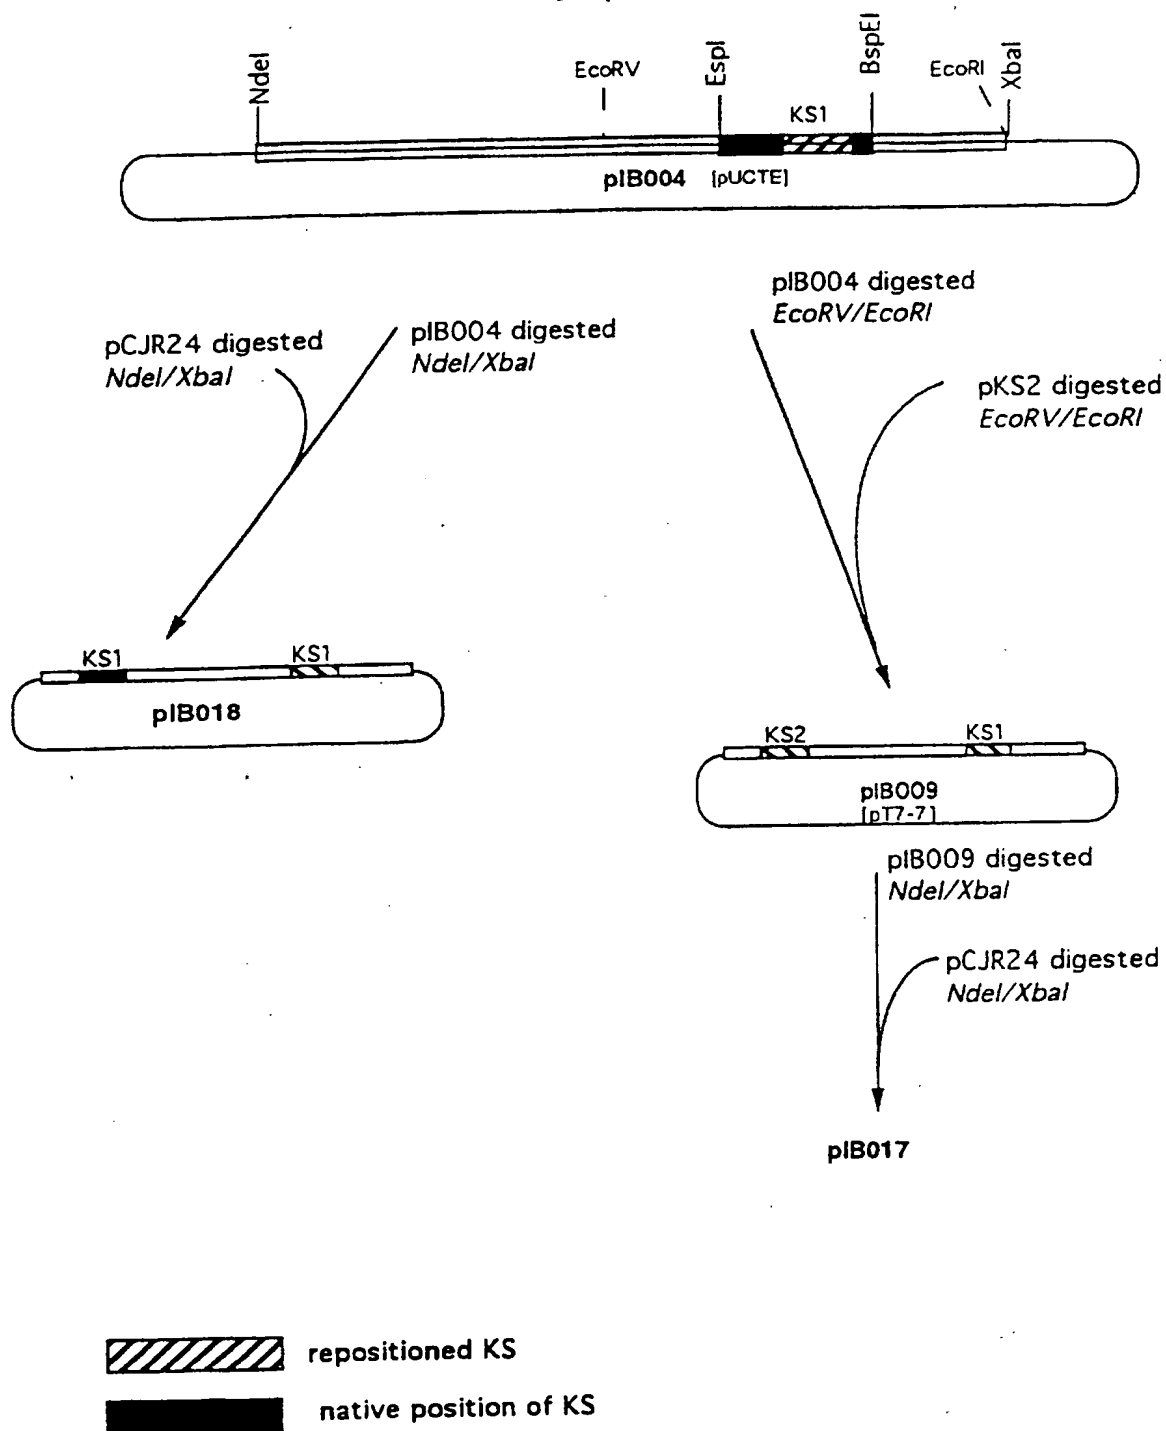 NdeI
EcoRV
EspI
BspEI
EcoRI
XbaI
KS1
pIB004 [pUCTE]
pIB004 digested
EcoRV/EcoRI
pCJR24 digested
NdeI/XbaI
pIB004 digested
NdeI/XbaI
pKS2 digested
EcoRV/EcoRI
KS1
KS1
pIB018
KS2
KS1
pIB009
[pT7-7]
pIB009 digested
NdeI/XbaI
pCJR24 digested
NdeI/XbaI
pIB017
repositioned KS
native position of KS